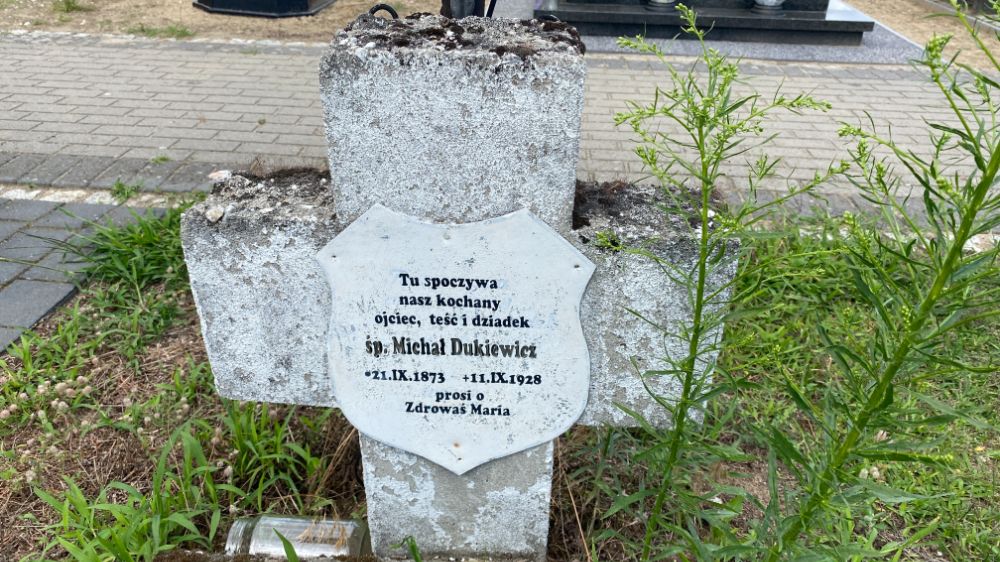 Tu spoczywa
nasz kochany
ojciec, teść i dziadek
śp. Michał Dukiewicz
*21.IX.1873 +11.IX.1928
prosi o
Zdrowaś Maria